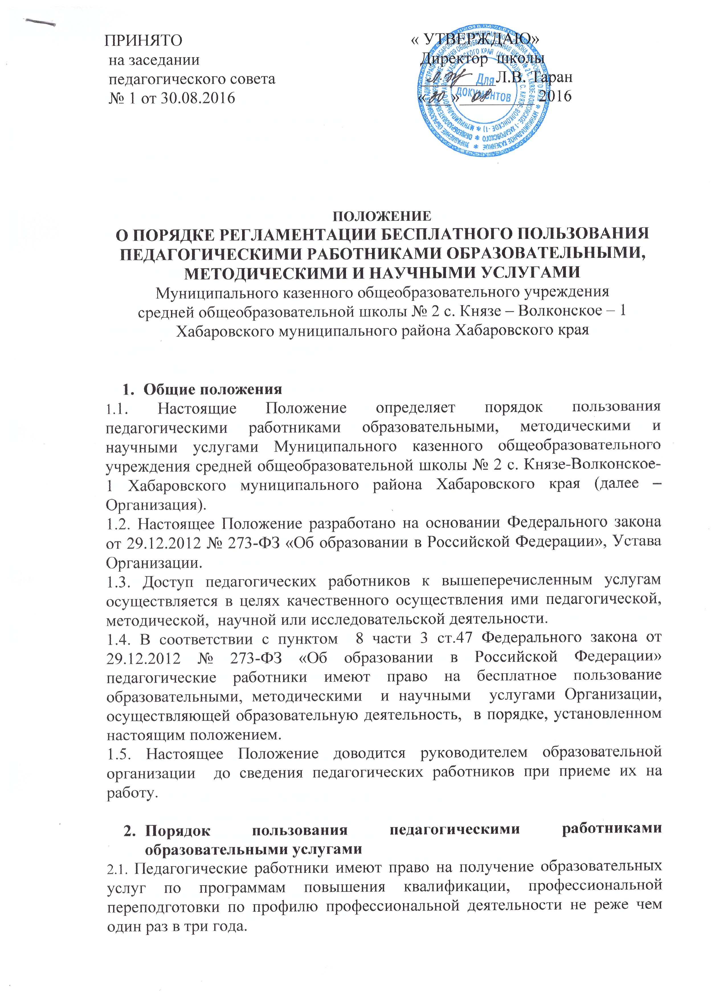 ПРИНЯТО
на заседании
педагогического совета
№ 1 от 30.08.2016
« УТВЕРЖДАЮ»
Директор школы
Л.В. Таран
«30» 08 2016
Для
ДОКУМЕНТОВ
ПОЛОЖЕНИЕ
О ПОРЯДКЕ РЕГЛАМЕНТАЦИИ БЕСПЛАТНОГО ПОЛЬЗОВАНИЯ
ПЕДАГОГИЧЕСКИМИ РАБОТНИКАМИ ОБРАЗОВАТЕЛЬНЫМИ,
МЕТОДИЧЕСКИМИ И НАУЧНЫМИ УСЛУГАМИ
Муниципального казенного общеобразовательного учреждения
средней общеобразовательной школы № 2 с. Князе – Волконское – 1
Хабаровского муниципального района Хабаровского края
1. Общие положения
1.1. Настоящие Положение определяет порядок пользования
педагогическими работниками образовательными, методическими и
научными услугами Муниципального казенного общеобразовательного
учреждения средней общеобразовательной школы № 2 с. Князе-Волконское-
1 Хабаровского муниципального района Хабаровского края (далее –
Организация).
1.2. Настоящее Положение разработано на основании Федерального закона
от 29.12.2012 № 273-ФЗ «Об образовании в Российской Федерации», Устава
Организации.
1.3. Доступ педагогических работников к вышеперечисленным услугам
осуществляется в целях качественного осуществления ими педагогической,
методической, научной или исследовательской деятельности.
1.4. В соответствии с пунктом 8 части 3 ст.47 Федерального закона от
29.12.2012 № 273-ФЗ «Об образовании в Российской Федерации»
педагогические работники имеют право на бесплатное пользование
образовательными, методическими и научными услугами Организации,
осуществляющей образовательную деятельность, в порядке, установленном
настоящим положением.
1.5. Настоящее Положение доводится руководителем образовательной
организации до сведения педагогических работников при приеме их на
работу.
2. Порядок пользования педагогическими работниками
образовательными услугами
2.1. Педагогические работники имеют право на получение образовательных
услуг по программам повышения квалификации, профессиональной
переподготовки по профилю профессиональной деятельности не реже чем
один раз в три года.